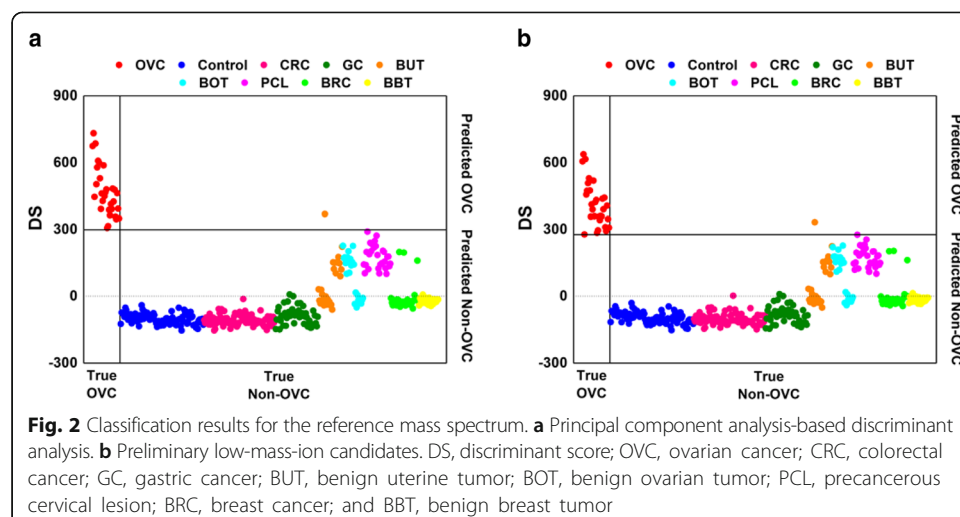 a
OVC Control CRC GC BUT
BOT PCL BRC BBT
900
600
300
0
-300
DS
Predicted OVC
Predicted Non-OVC
True OVC
True Non-OVC
b
OVC Control CRC GC BUT
BOT PCL BRC BBT
900
600
300
0
-300
DS
Predicted OVC
Predicted Non-OVC
True OVC
True Non-OVC
Fig. 2 Classification results for the reference mass spectrum. a Principal component analysis-based discriminant
analysis. b Preliminary low-mass-ion candidates. DS, discriminant score; OVC, ovarian cancer; CRC, colorectal
cancer; GC, gastric cancer; BUT, benign uterine tumor; BOT, benign ovarian tumor; PCL, precancerous
cervical lesion; BRC, breast cancer; and BBT, benign breast tumor